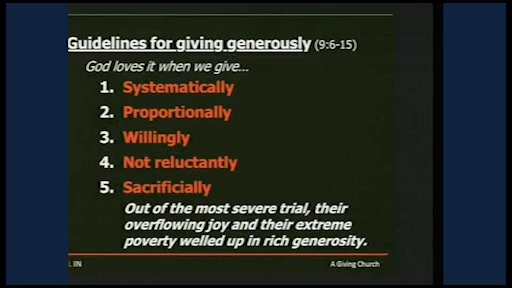 Guidelines for giving generously (9:6-15)
God loves it when we give...
1. Systematically
2. Proportionally
3. Willingly
4. Not reluctantly
5. Sacrificially
Out of the most severe trial, their
overflowing joy and their extreme
poverty welled up in rich generosity.
IN
A Giving Church